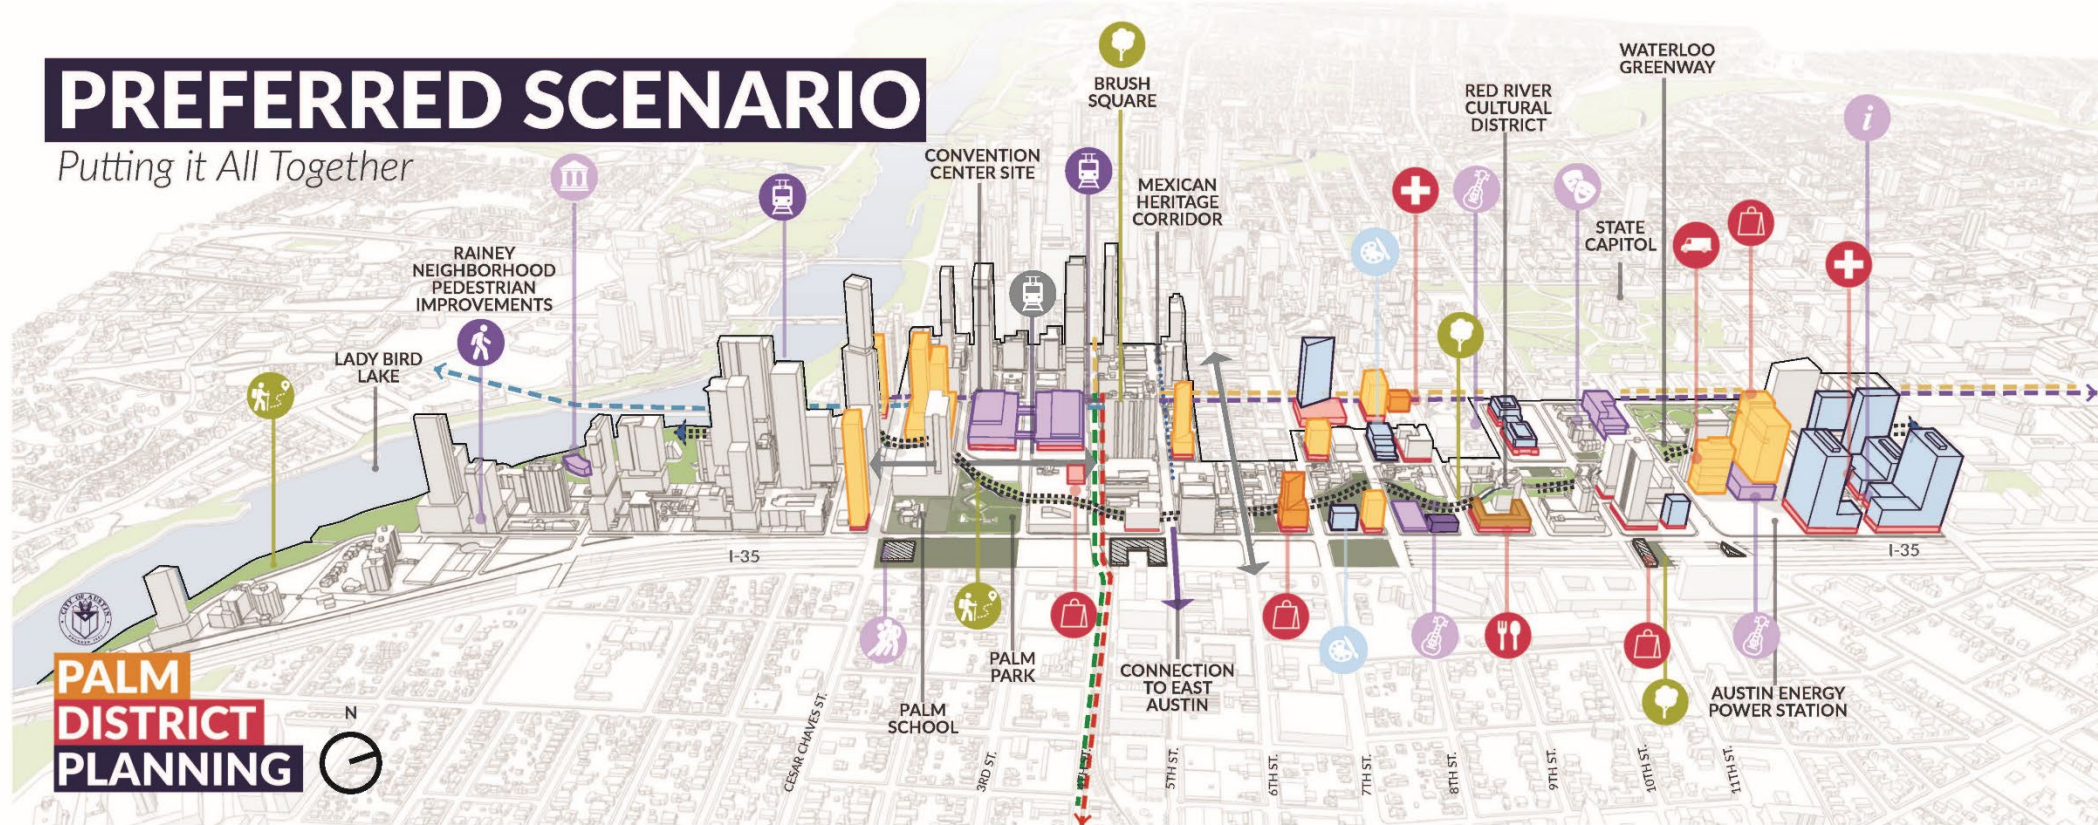 PREFERRED SCENARIO
Putting it All Together
BRUSH
SQUARE
WATERLOO
GREENWAY
RED RIVER
CULTURAL
DISTRICT
i
CONVENTION
CENTER SITE
MEXICAN
HERITAGE
CORRIDOR
STATE
CAPITOL
RAINEY
NEIGHBORHOOD
PEDESTRIAN
IMPROVEMENTS
LADY BIRD
LAKE
I-35
I-35
CITY OF AUSTIN
PALM
PARK
CONNECTION
TO EAST
AUSTIN
PALM
SCHOOL
AUSTIN ENERGY
POWER STATION
PALM
DISTRICT
PLANNING
N
CESAR CHAVES ST.
3RD ST.
5TH ST.
6TH ST.
7TH ST.
8TH ST.
9TH ST.
10TH ST.
11TH ST.